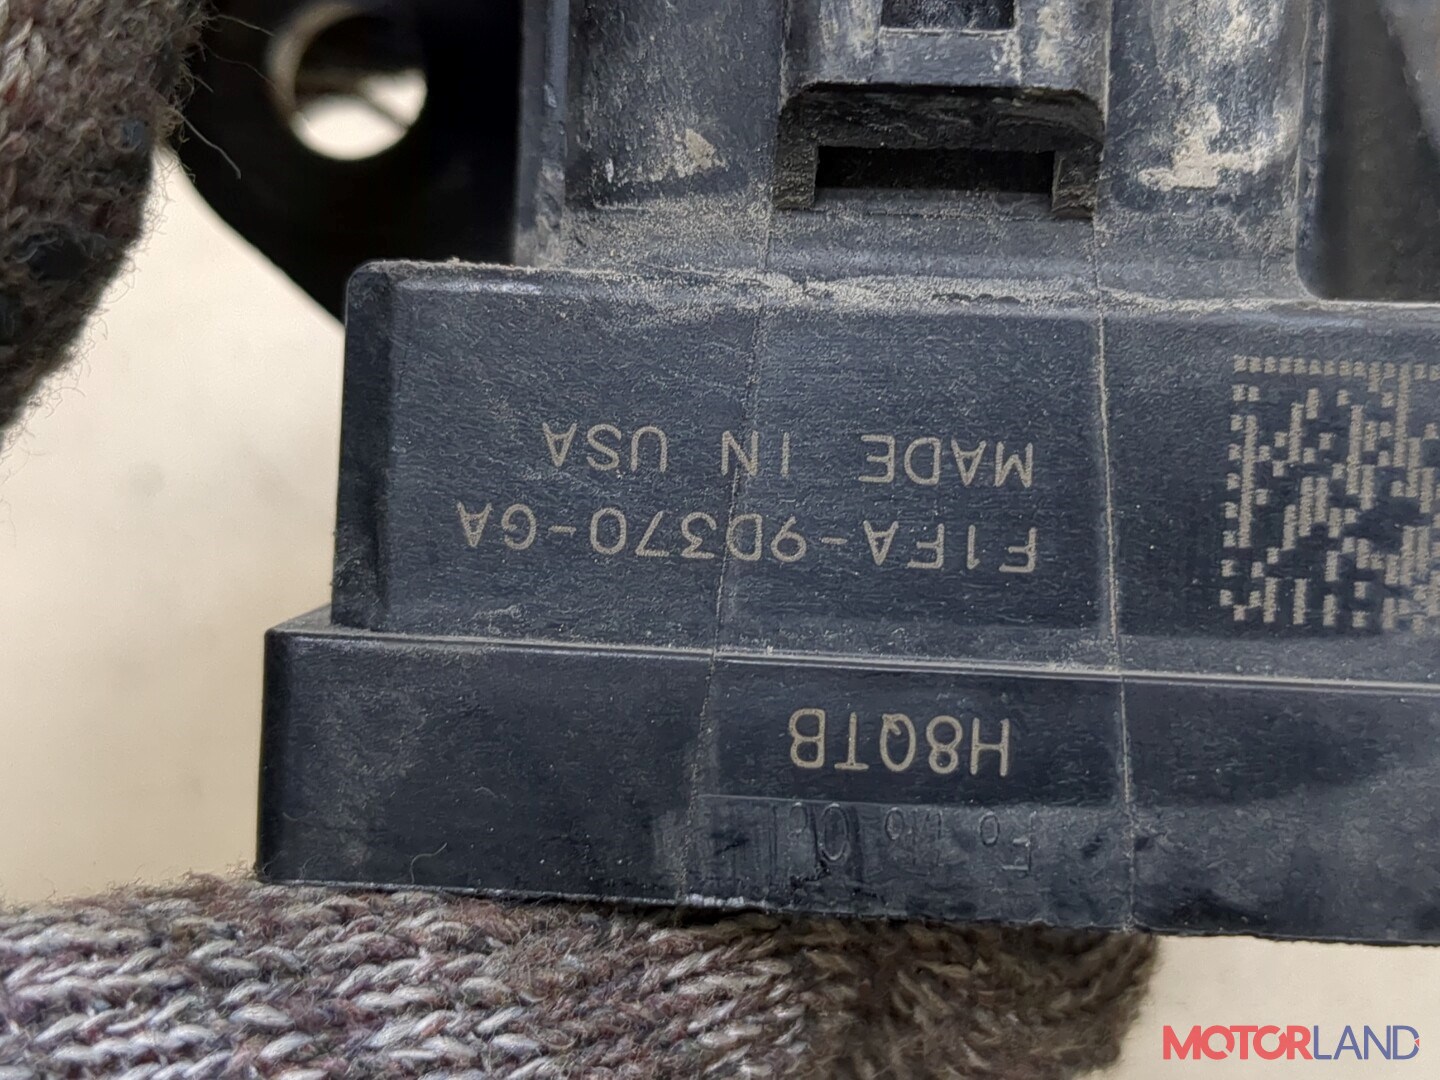 H8QTB
F1FA-9D370-GA
MADE IN USA
MOTORLAND